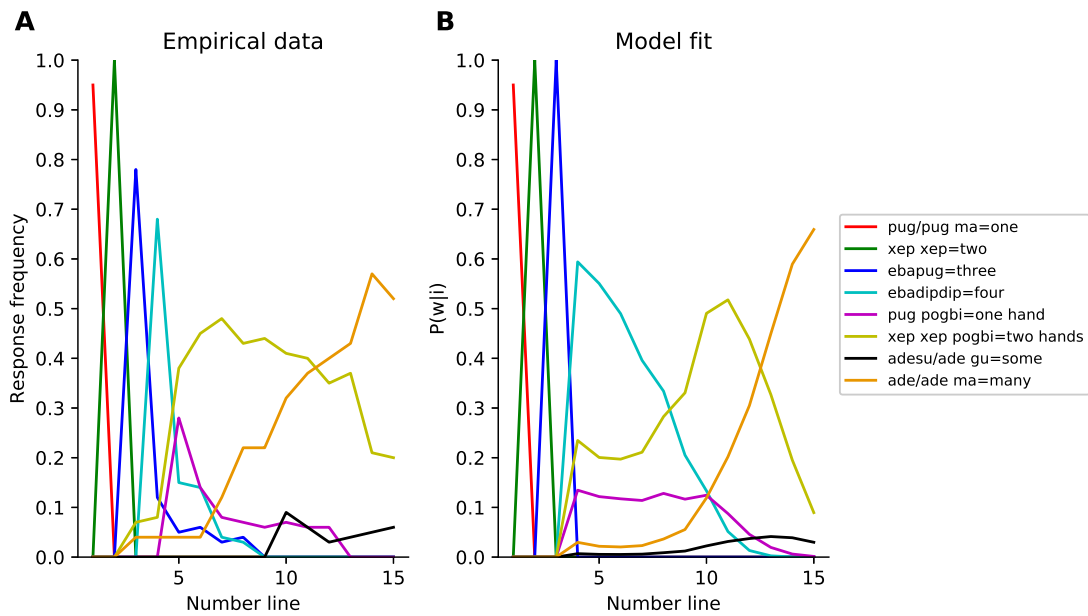 A
Empirical data
1.0
0.9
0.8
0.7
0.6
0.5
0.4
0.3
0.2
0.1
0.0
Response frequency
5
10
15
Number line
B
Model fit
1.0
0.9
0.8
0.7
0.6
0.5
0.4
0.3
0.2
0.1
0.0
P(w|i)
5
10
15
Number line
pug/pug ma=one
xep xep=two
ebapug=three
ebadipdip=four
pug pogbi=one hand
xep xep pogbi=two hands
adesu/ade gu=some
ade/ade ma=many